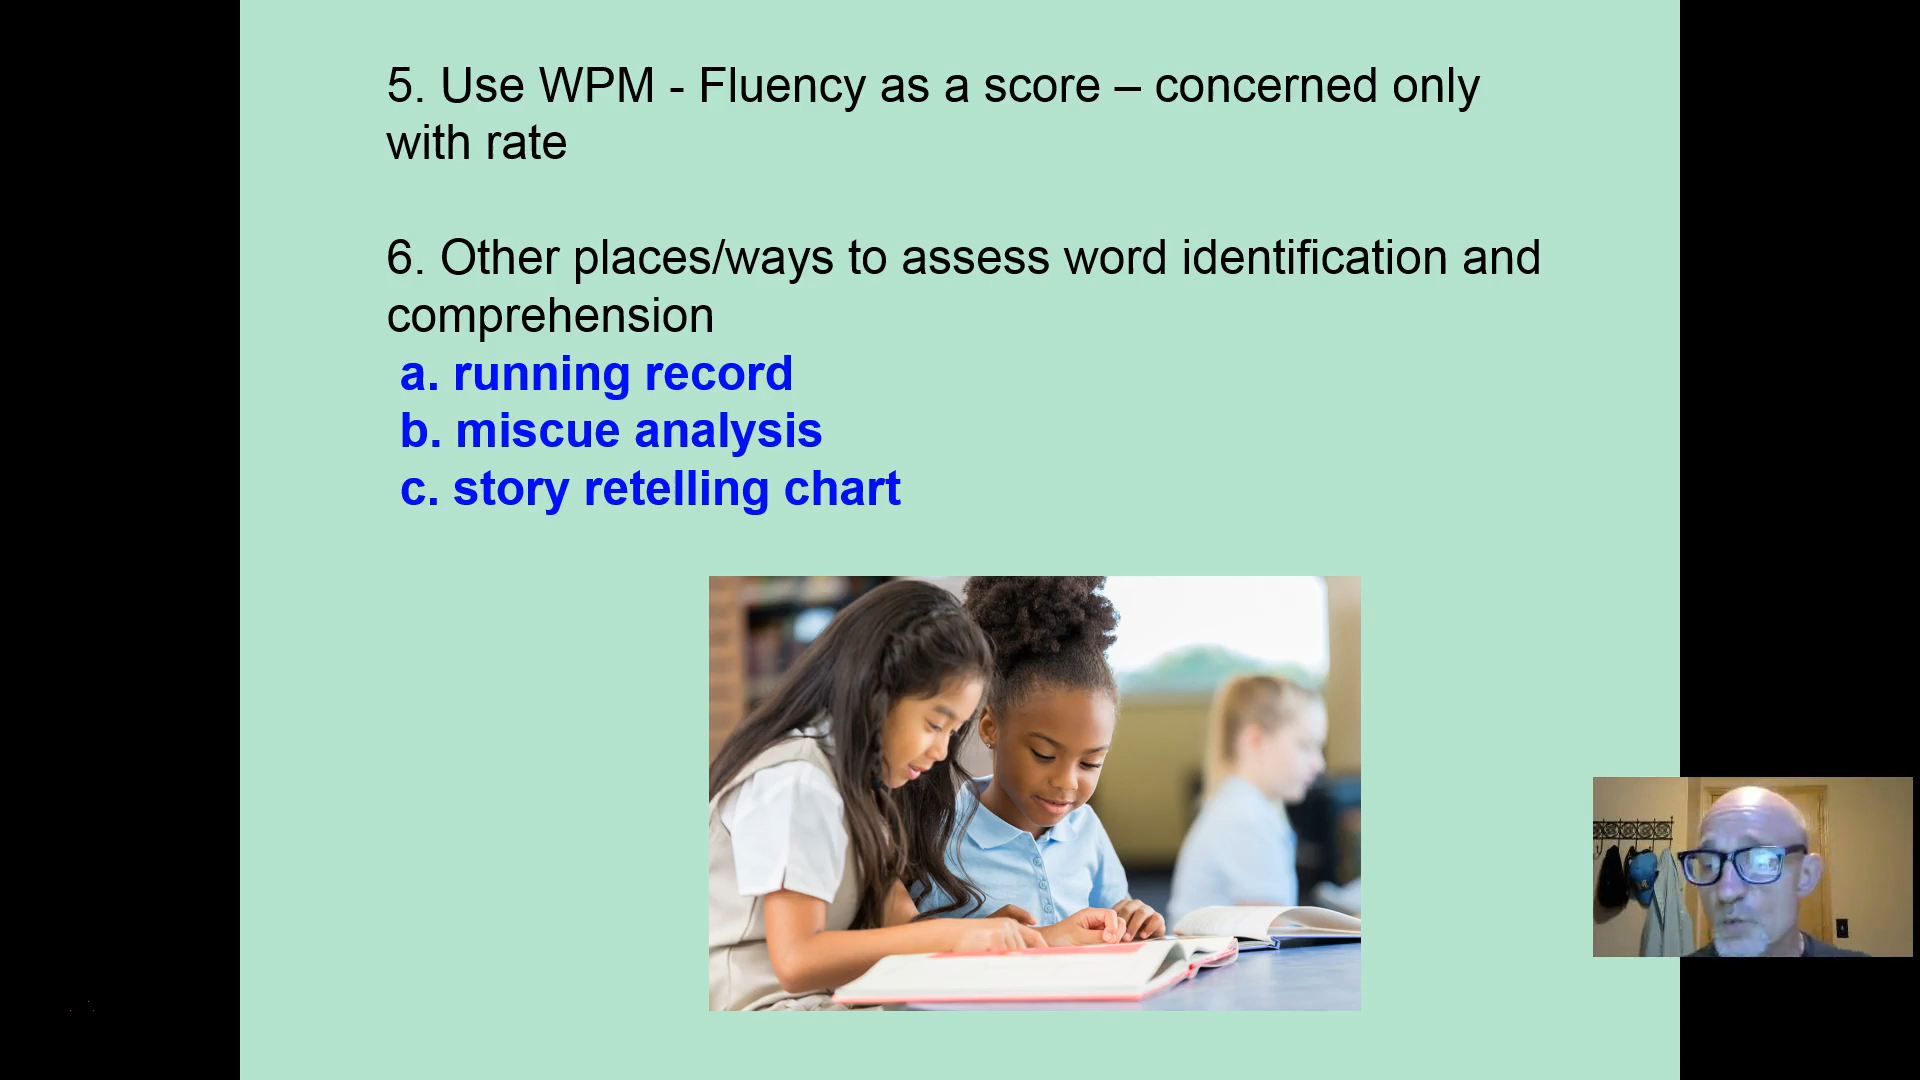 5. Use WPM - Fluency as a score – concerned only
with rate
6. Other places/ways to assess word identification and
comprehension
a. running record
b. miscue analysis
c. story retelling chart